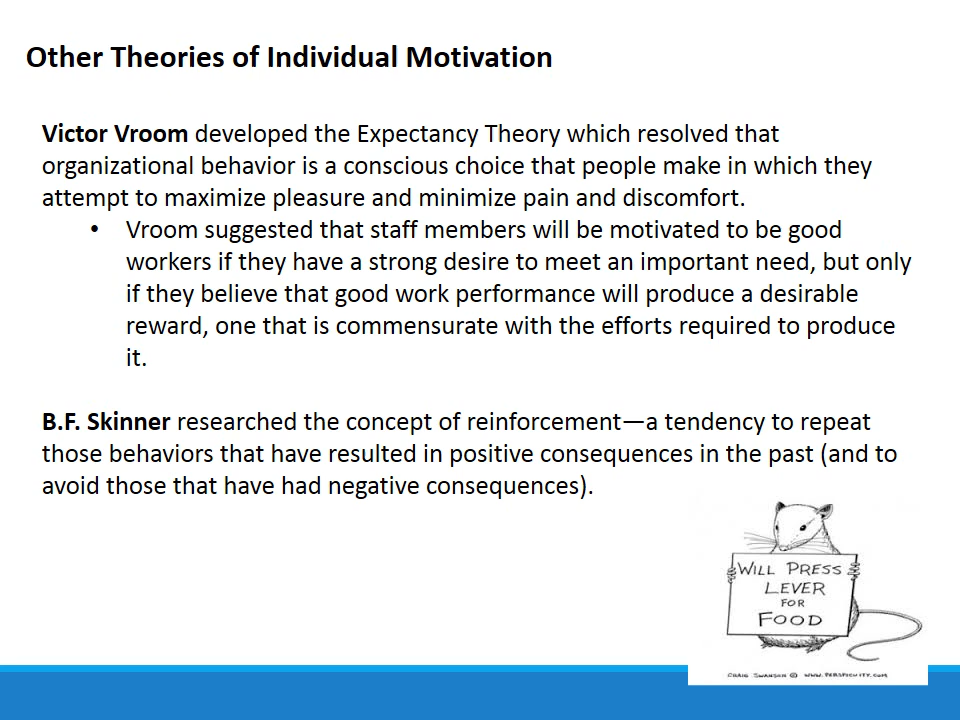 Other Theories of Individual Motivation
Victor Vroom developed the Expectancy Theory which resolved that
organizational behavior is a conscious choice that people make in which they
attempt to maximize pleasure and minimize pain and discomfort.
• Vroom suggested that staff members will be motivated to be good
workers if they have a strong desire to meet an important need, but only
if they believe that good work performance will produce a desirable
reward, one that is commensurate with the efforts required to produce
it.
B.F. Skinner researched the concept of reinforcement—a tendency to repeat
those behaviors that have resulted in positive consequences in the past (and to
avoid those that have had negative consequences).
WILL PRESS
LEVER
FOR
FOOD
CRAIG SWANSON © WWW.PERSPICUITY.COM